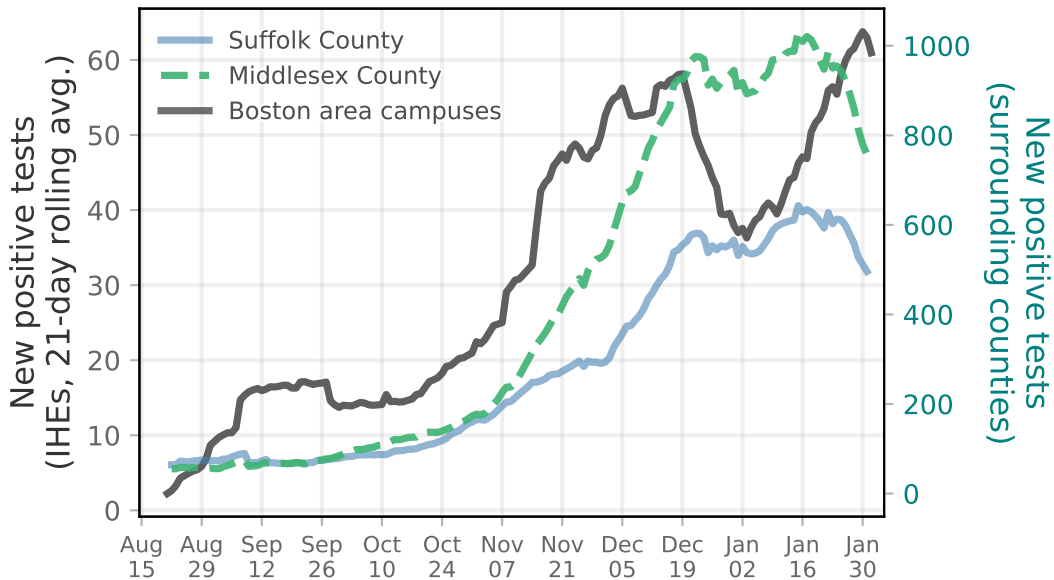 New positive tests
(IHEs, 21-day rolling avg.)
60
50
40
30
20
10
0
Suffolk County
Middlesex County
Boston area campuses
1000
800
600
400
200
0
New positive tests
(surrounding counties)
Aug 15
Aug 29
Sep 12
Sep 26
Oct 10
Oct 24
Nov 07
Nov 21
Dec 05
Dec 19
Jan 02
Jan 16
Jan 30